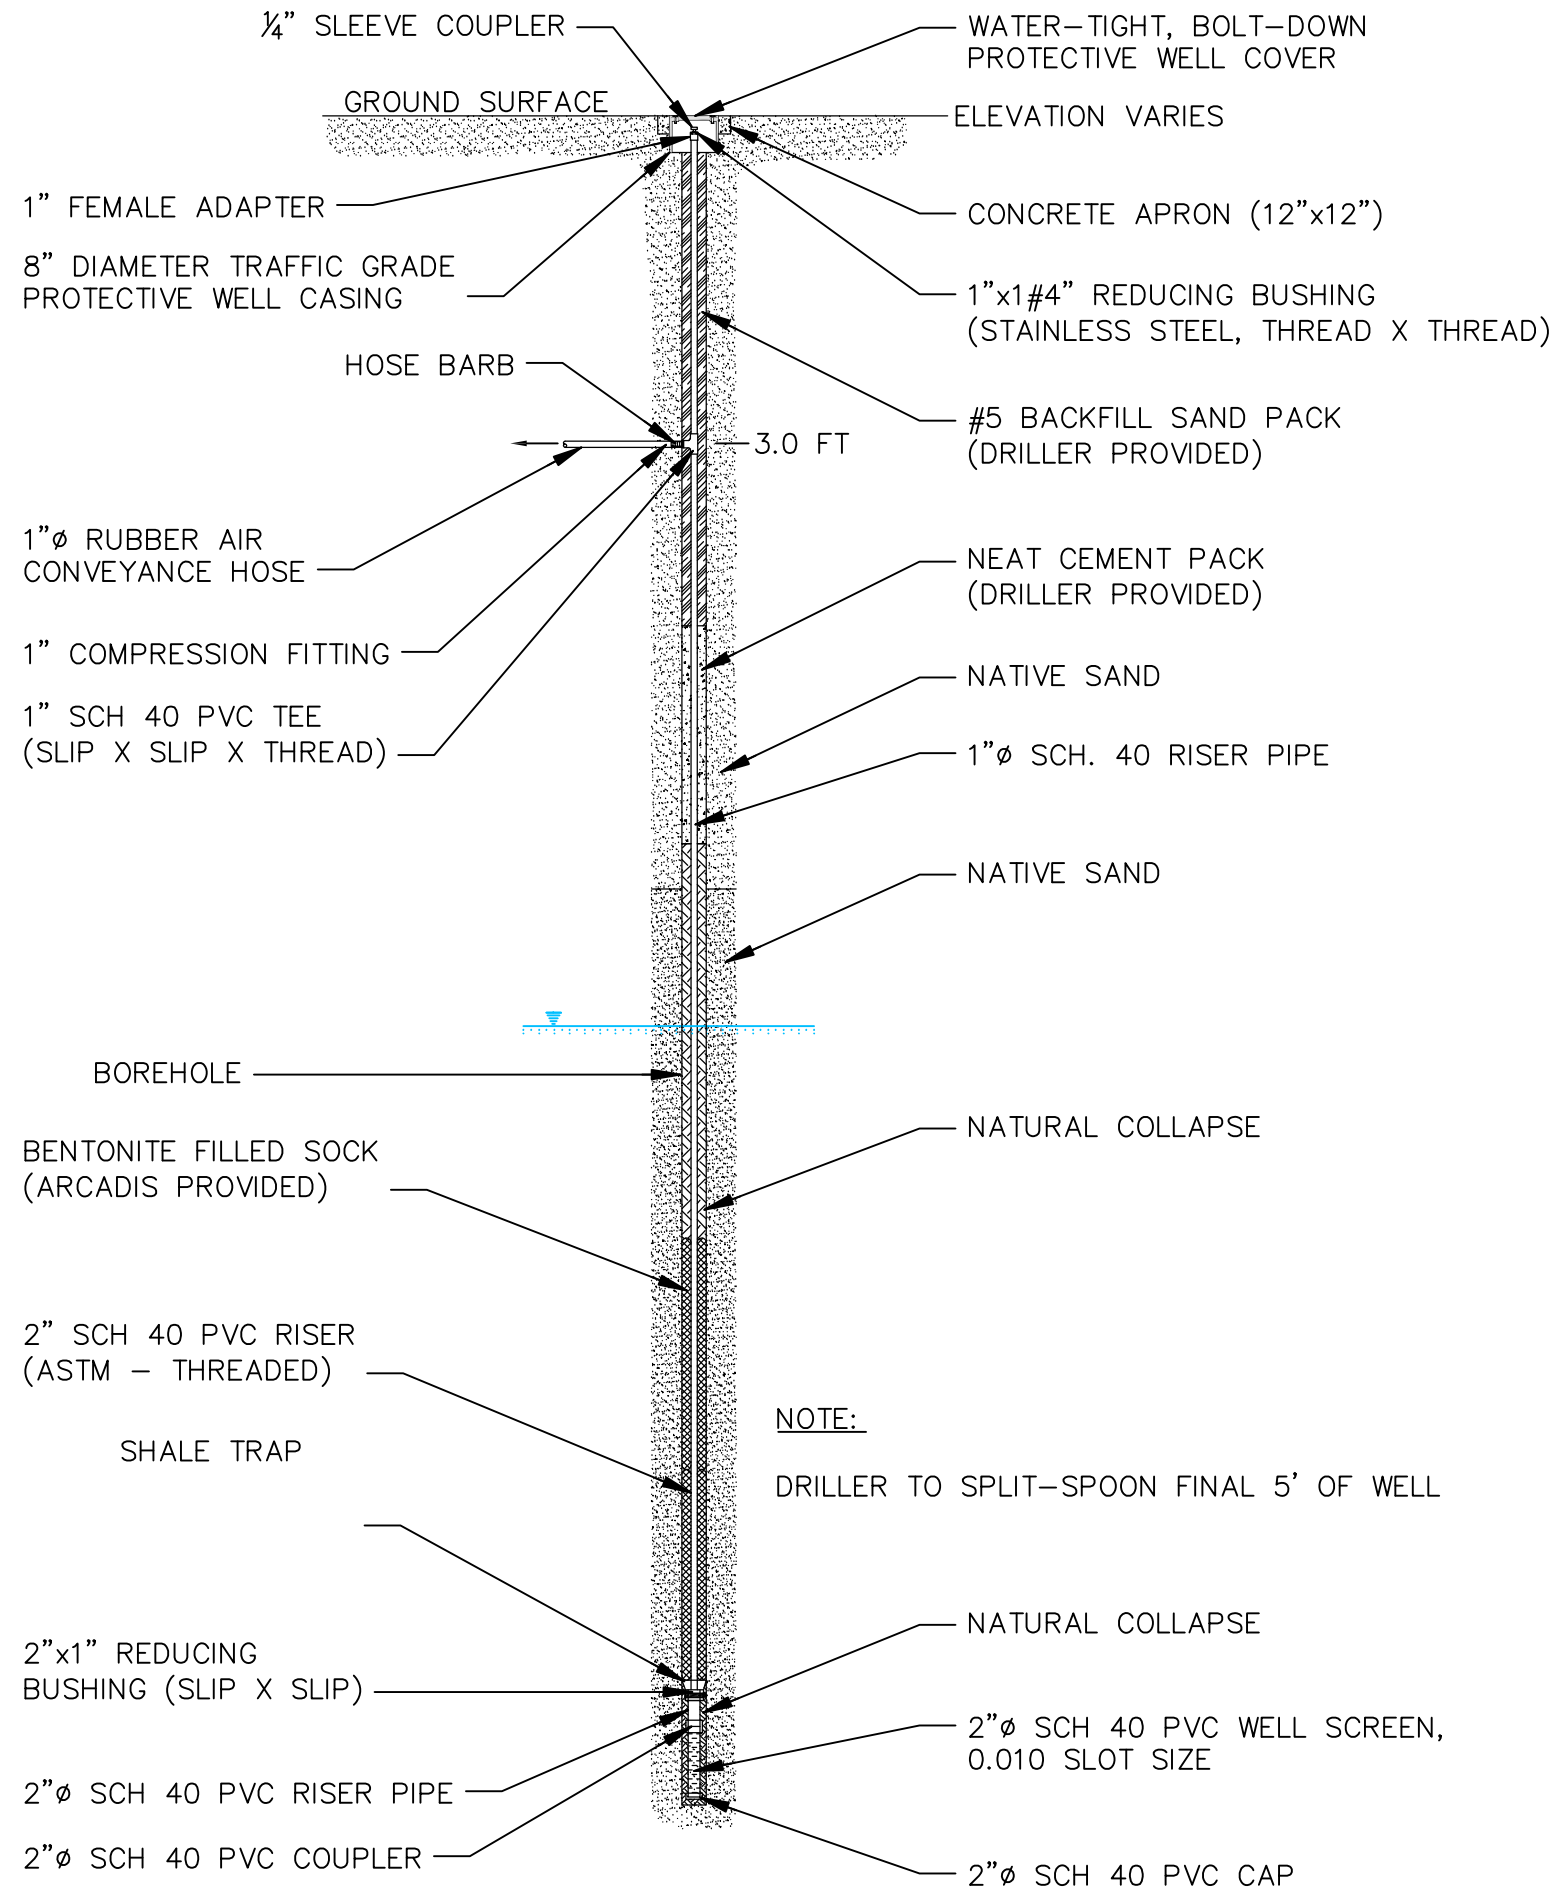 ¼” SLEEVE COUPLER
WATER-TIGHT, BOLT-DOWN
PROTECTIVE WELL COVER
GROUND SURFACE
ELEVATION VARIES
1” FEMALE ADAPTER
CONCRETE APRON (12”x12”)
8” DIAMETER TRAFFIC GRADE
PROTECTIVE WELL CASING
1”x1#4” REDUCING BUSHING
(STAINLESS STEEL, THREAD X THREAD)
HOSE BARB
#5 BACKFILL SAND PACK
(DRILLER PROVIDED)
3.0 FT
1”ø RUBBER AIR
CONVEYANCE HOSE
NEAT CEMENT PACK
(DRILLER PROVIDED)
1” COMPRESSION FITTING
NATIVE SAND
1” SCH 40 PVC TEE
(SLIP X SLIP X THREAD)
1”ø SCH. 40 RISER PIPE
NATIVE SAND
BOREHOLE
NATURAL COLLAPSE
BENTONITE FILLED SOCK
(ARCADIS PROVIDED)
2” SCH 40 PVC RISER
(ASTM - THREADED)
NOTE:
SHALE TRAP
DRILLER TO SPLIT-SPOON FINAL 5’ OF WELL
NATURAL COLLAPSE
2”x1” REDUCING
BUSHING (SLIP X SLIP)
2”ø SCH 40 PVC WELL SCREEN,
0.010 SLOT SIZE
2”ø SCH 40 PVC RISER PIPE
2”ø SCH 40 PVC COUPLER
2”ø SCH 40 PVC CAP